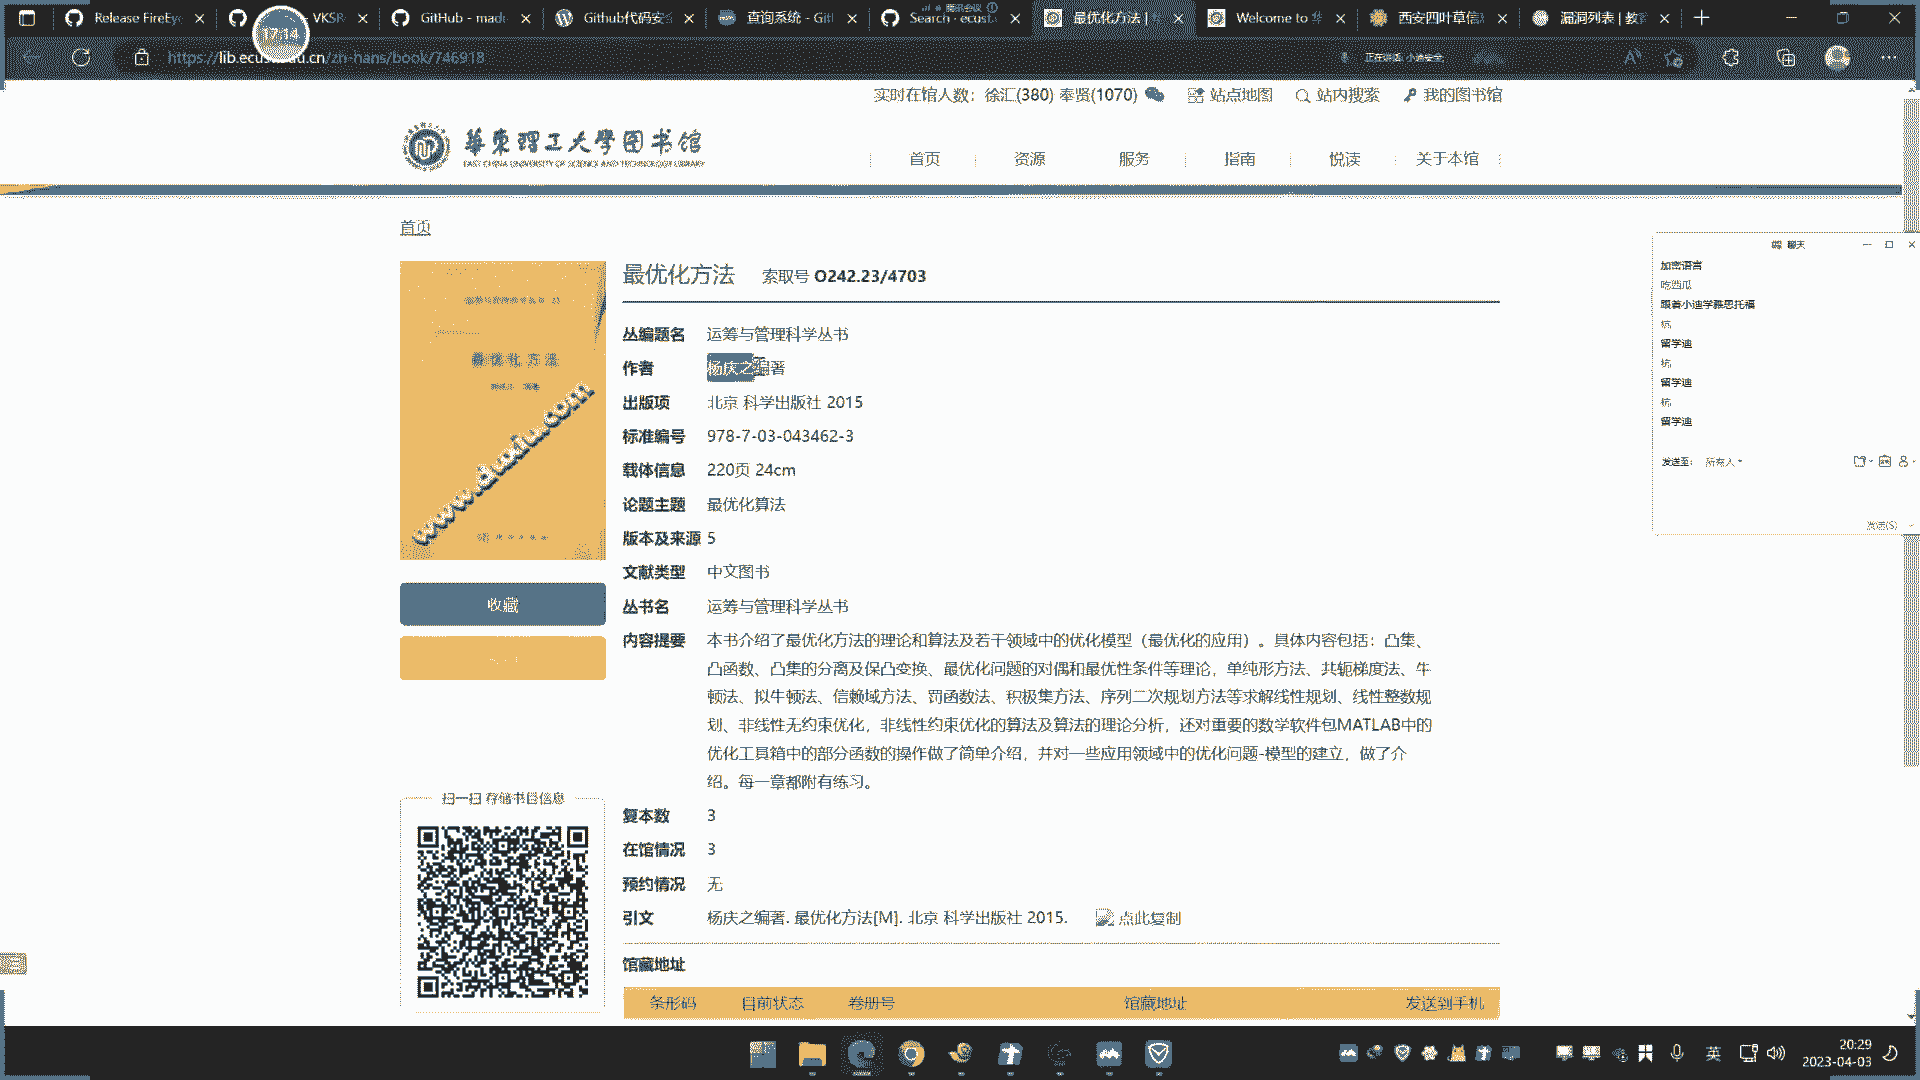 Release FireEye
VKSR
GitHub - mad
Github代码安全
查询系统 - Gitl
Search · ecust.
最优化方法 | 华
Welcome to 华
西安四叶草信息
漏洞列表 | 教育
17:14
https://lib.ecust.edu.cn/zh-hans/book/746918
正在讲话: 小迪安全;
实时在馆人数：徐汇(380) 奉贤(1070) 站点地图 站内搜索 我的图书馆
華東理工大學图书馆
EAST CHINA UNIVERSITY OF SCIENCE AND TECHNOLOGY LIBRARY
首页 资源 服务 指南 悦读 关于本馆
首页
最优化方法 索取号 O242.23/4703
最优化方法
www.duxiu.com
丛编题名 运筹与管理科学丛书
作者 杨庆之编著
出版项 北京 科学出版社 2015
标准编号 978-7-03-043462-3
载体信息 220页 24cm
论题主题 最优化算法
版本及来源 5
文献类型 中文图书
丛书名 运筹与管理科学丛书
内容提要 本书介绍了最优化方法的理论和算法及若干领域中的优化模型（最优化的应用）。具体内容包括：凸集、
凸函数、凸集的分离及保凸变换、最优化问题的对偶和最优性条件等理论，单纯形方法、共轭梯度法、牛
顿法、拟牛顿法、信赖域方法、罚函数法、积极集方法、序列二次规划方法等求解线性规划、线性整数规
划、非线性无约束优化，非线性约束优化的算法及算法的理论分析，还对重要的数学软件包MATLAB中的
优化工具箱中的部分函数的操作做了简单介绍，并对一些应用领域中的优化问题-模型的建立，做了介
绍。每一章都附有练习。
复本数 3
在馆情况 3
预约情况 无
引文 杨庆之编著. 最优化方法[M]. 北京 科学出版社 2015. 点此复制
馆藏地址
条形码 目前状态 卷册号 馆藏地址 发送到手机
收藏
扫一扫 存储书目信息
聊天
加密语言
吃西瓜
跟着小迪学雅思托福
杭
留学迪
杭
留学迪
杭
留学迪
发送至: 所有人
发送(S)
英
20:29
2023-04-03